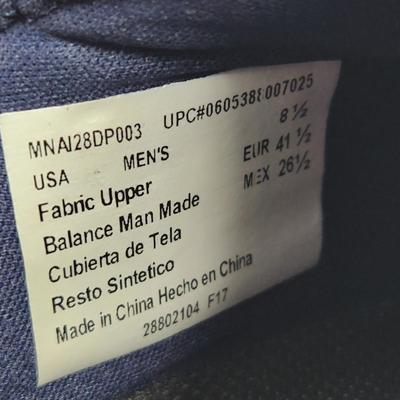 MNAI28DP003 UPC#0605388007025
USA MEN'S 8 ½
Fabric Upper EUR 41 ½
Balance Man Made MEX 26½
Cubierta de Tela
Resto Sintetico
Made in China Hecho en China
28802104 F17